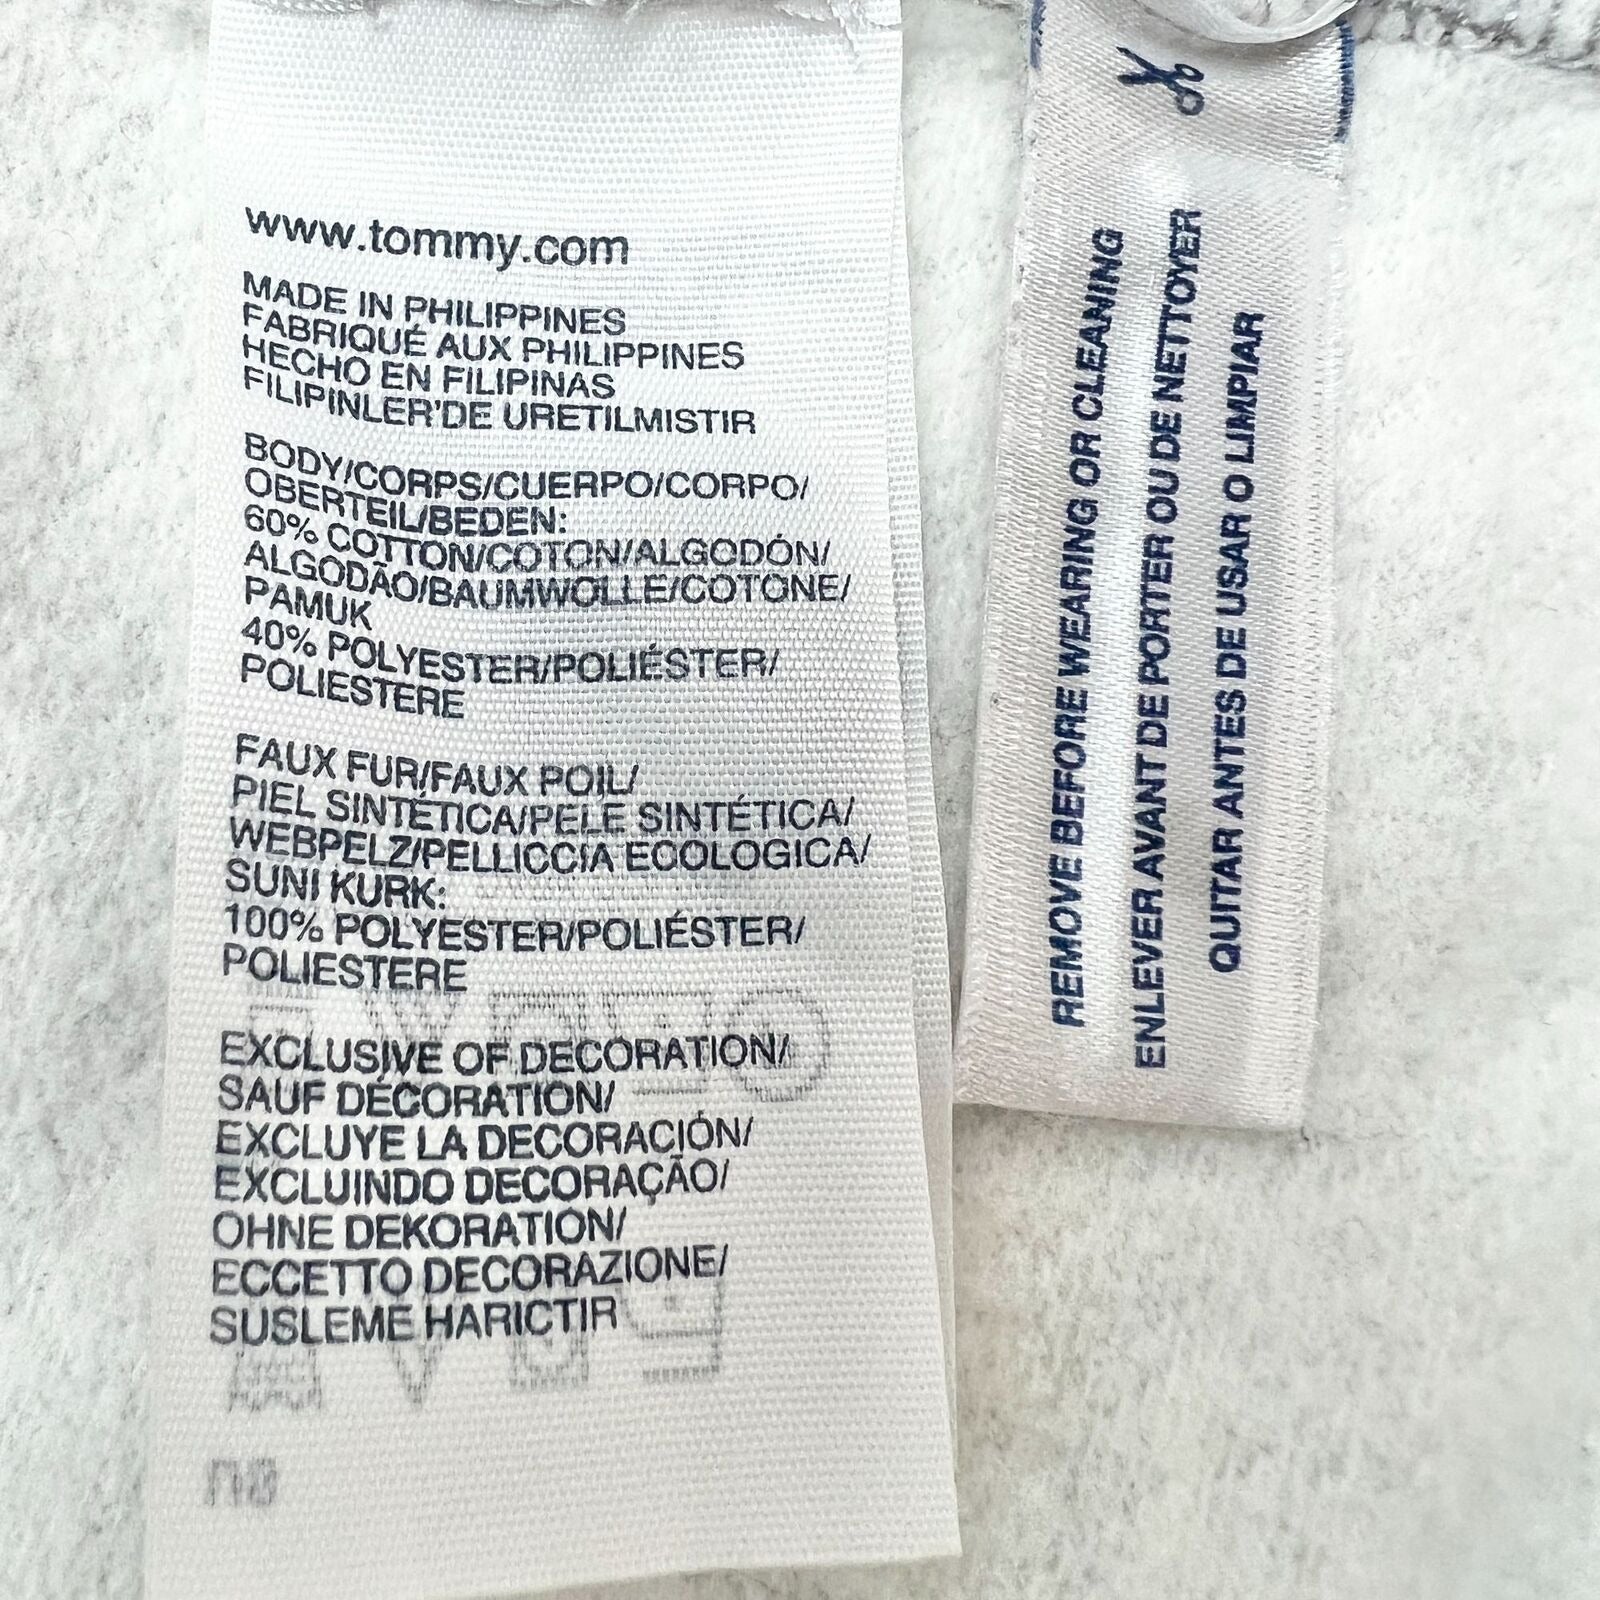 www.tommy.com
MADE IN PHILIPPINES
FABRIQUÉ AUX PHILIPPINES
HECHO EN FILIPINAS
FILIPINLER'DE URETILMISTIR
BODY/CORPS/CUERPO/CORPO/
OBERTEIL/BEDEN:
60% COTTON/COTON/ALGODÓN/
ALGODÃO/BAUMWOLLE/COTONE/
PAMUK
40% POLYESTER/POLIÉSTER/
POLIESTERE
FAUX FUR/FAUX POIL/
PIEL SINTÉTICA/PELE SINTÉTICA/
WEBPELZ/PELLICCIA ECOLOGICA/
SUNI KURK:
100% POLYESTER/POLIÉSTER/
POLIESTERE
EXCLUSIVE OF DECORATION/
SAUF DÉCORATION/
EXCLUYE LA DECORACIÓN/
EXCLUINDO DECORAÇÃO/
OHNE DEKORATION/
ECCETTO DECORAZIONE/
SUSLEME HARICTIR
REMOVE BEFORE WEARING OR CLEANING
ENLEVER AVANT DE PORTER OU DE NETTOYER
QUITAR ANTES DE USAR O LIMPIAR